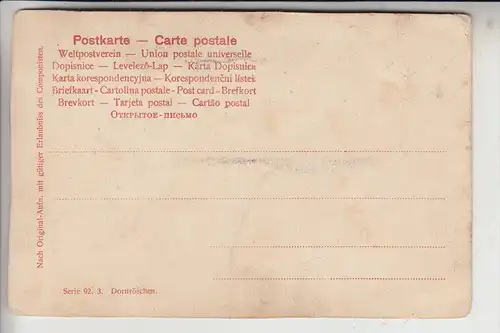 Postkarte — Carte postale
Weltpostverein — Union postale universelle
Dopisnice — Levelező-Lap — Karta Dopisnica
Karta korespondencyjna — Korespondenční lístek
Briefkaart - Cartolina postale - Post card - Brefkort
Brevkort — Tarjeta postal — Cartão postal
Открытое-письмо
Nach Original-Aufn. mit gütiger Erlaubniss des Componisten.
Serie 92. 3. Dornröschen.